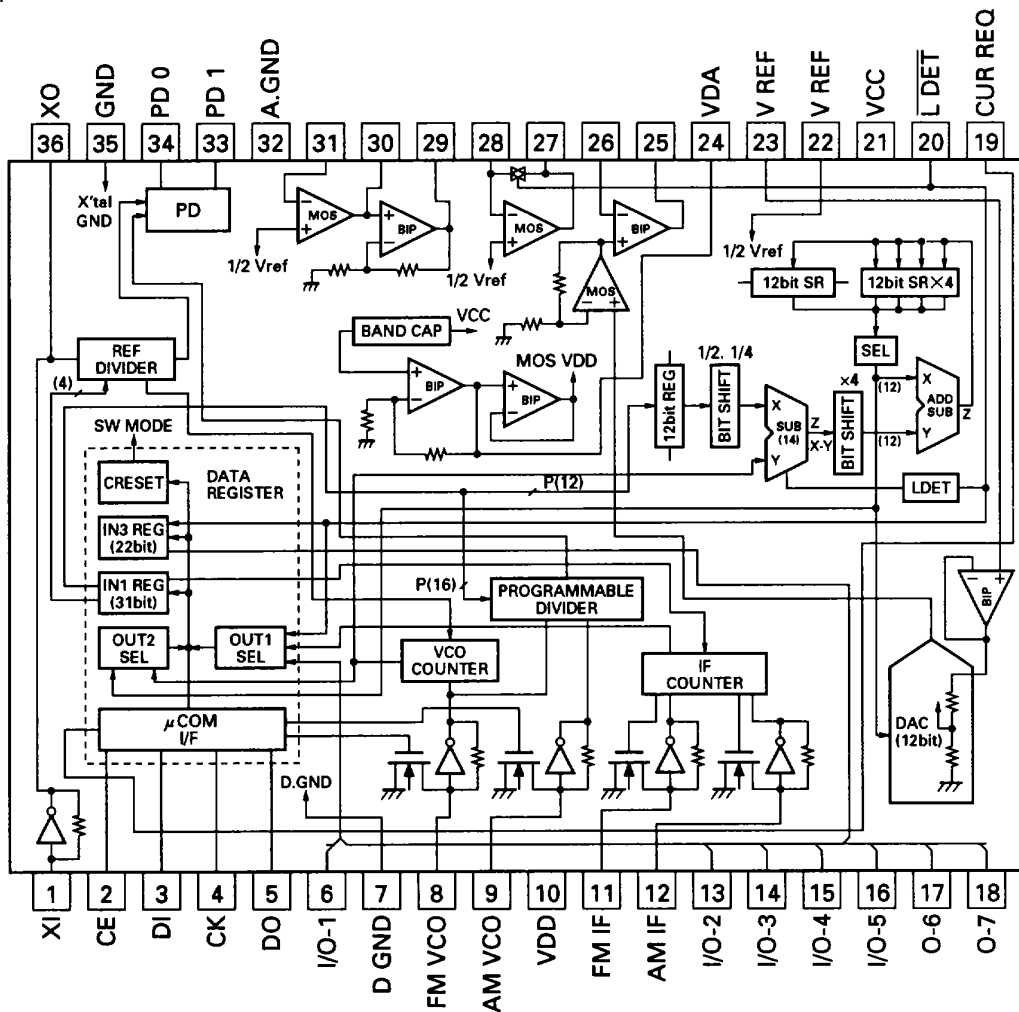 XO
GND
PD 0
PD 1
A.GND
VDA
V REF
V REF
VCC
L DET
CUR REQ
36 35 34 33 32 31 30 29 28 27 26 25 24 23 22 21 20 19
X'tal
GND
PD
MOS
BIP
1/2 Vref
MOS
1/2 Vref
BIP
MOS
1/2 Vref
12bit SR
12bit SR×4
SEL
BAND CAP
VCC
MOS VDD
BIP
BIP
REF
DIVIDER
(4)
12bit REG
1/2, 1/4
BIT SHIFT
X
SUB
(14)
Y
Z
X-Y
×4
BIT SHIFT
(12)
(12)
X
ADD
SUB
Y
Z
LDET
SW MODE
CRESET
DATA
REGISTER
P(12)
IN3 REG
(22bit)
IN1 REG
(31bit)
P(16)
PROGRAMMABLE
DIVIDER
BIP
OUT2
SEL
OUT1
SEL
VCO
COUNTER
IF
COUNTER
μCOM
I/F
DAC
(12bit)
D.GND
1 2 3 4 5 6 7 8 9 10 11 12 13 14 15 16 17 18
XI
CE
DI
CK
DO
I/O-1
D GND
FM VCO
AM VCO
VDD
FM IF
AM IF
I/O-2
I/O-3
I/O-4
I/O-5
O-6
O-7